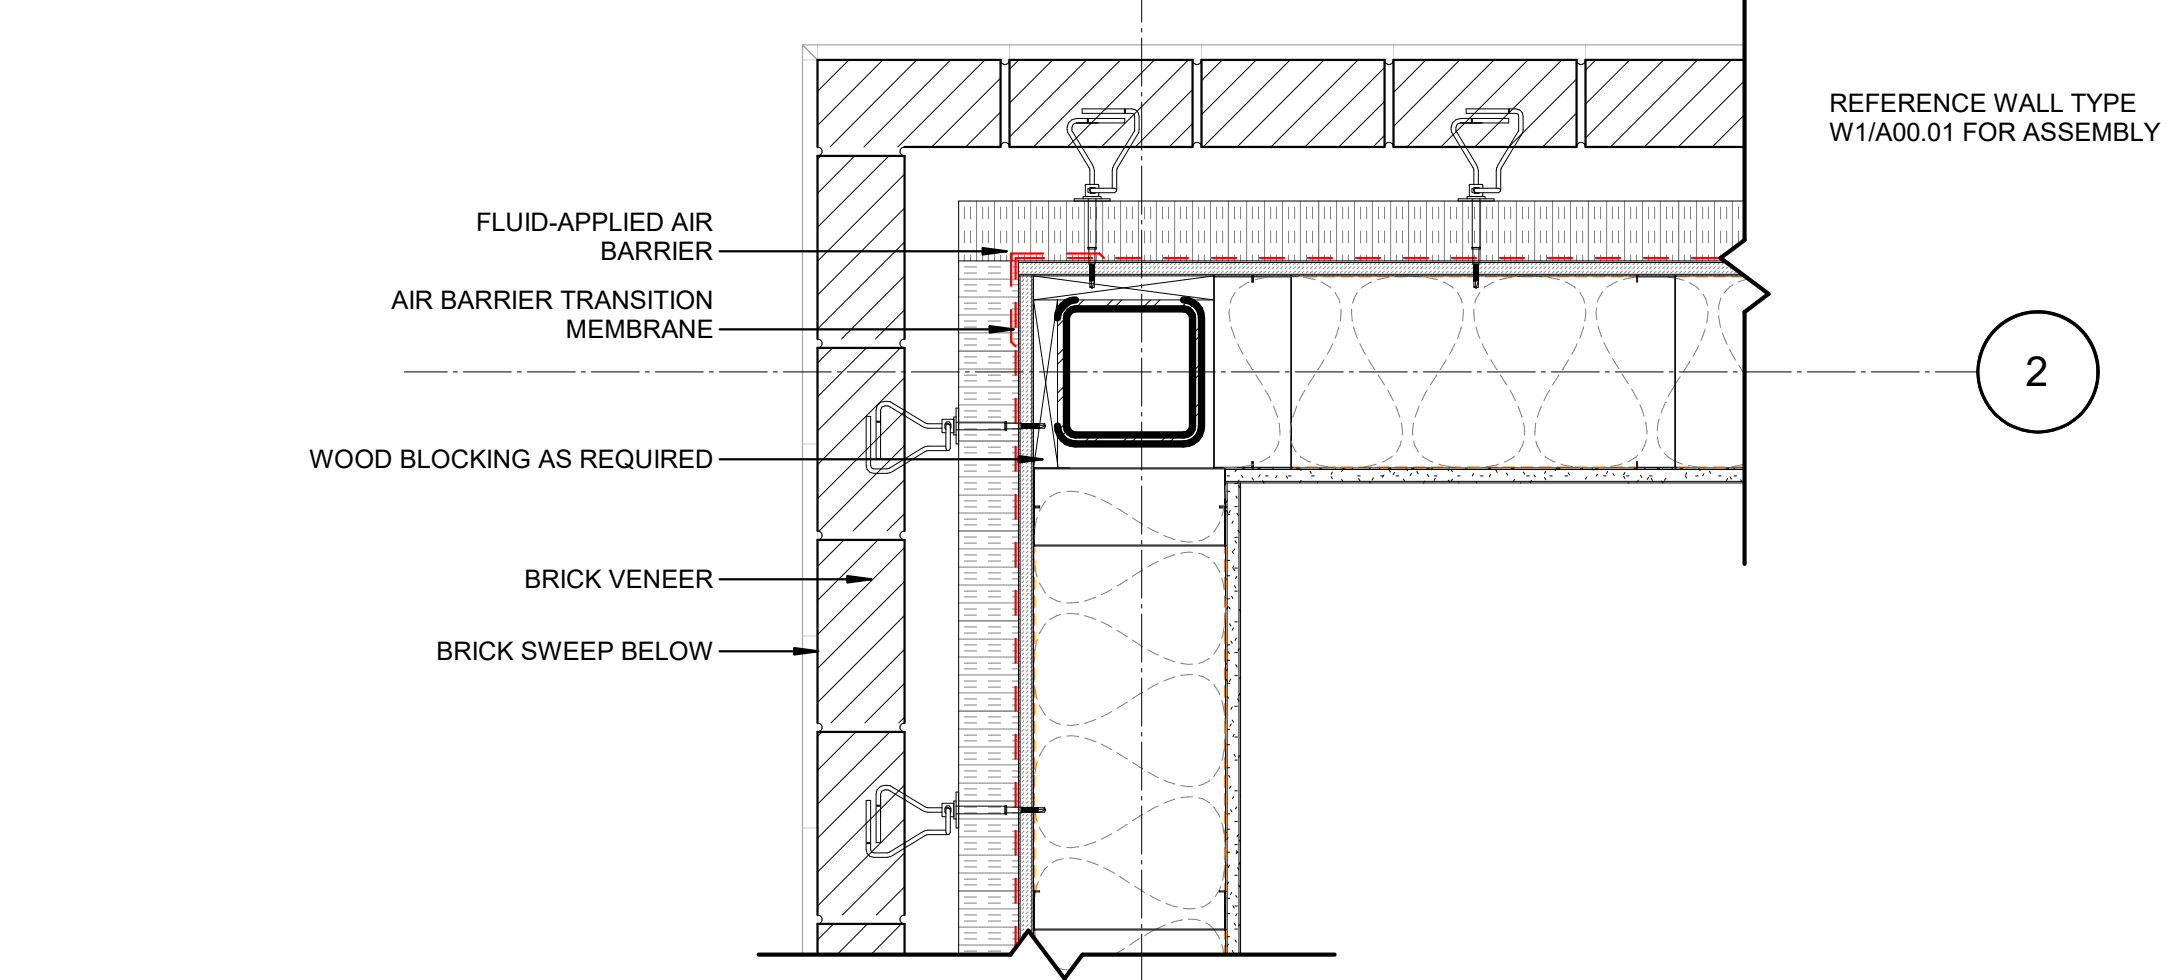 REFERENCE WALL TYPE
W1/A00.01 FOR ASSEMBLY
FLUID-APPLIED AIR
BARRIER
AIR BARRIER TRANSITION
MEMBRANE
2
WOOD BLOCKING AS REQUIRED
BRICK VENEER
BRICK SWEEP BELOW